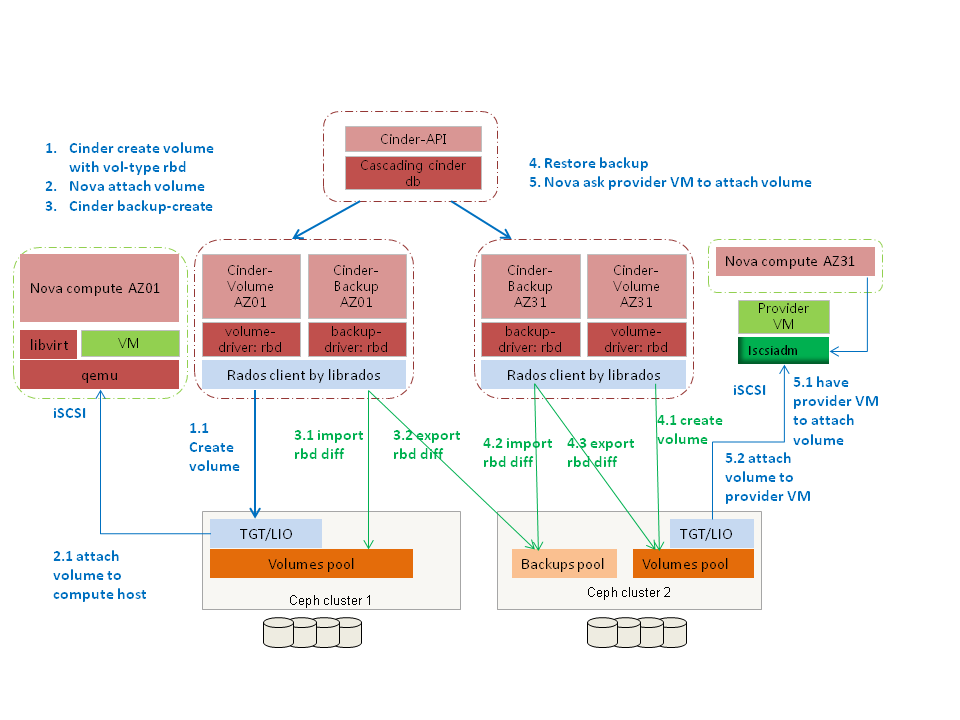 Cinder-API
Cascading cinder
db
1. Cinder create volume
with vol-type rbd
2. Nova attach volume
3. Cinder backup-create
4. Restore backup
5. Nova ask provider VM to attach volume
Nova compute AZ01
libvirt
VM
qemu
Cinder-
Volume
AZ01
Cinder-
Backup
AZ01
volume-
driver: rbd
backup-
driver: rbd
Rados client by librados
Cinder-
Backup
AZ31
Cinder-
Volume
AZ31
backup-
driver: rbd
volume-
driver: rbd
Rados client by librados
Nova compute AZ31
Provider
VM
Iscsiadm
iSCSI
1.1
Create
volume
3.1 import
rbd diff
3.2 export
rbd diff
4.2 import
rbd diff
4.3 export
rbd diff
4.1 create
volume
iSCSI
5.1 have
provider VM
to attach
volume
5.2 attach
volume to
provider VM
2.1 attach
volume to
compute host
TGT/LIO
Volumes pool
Ceph cluster 1
TGT/LIO
Backups pool
Volumes pool
Ceph cluster 2